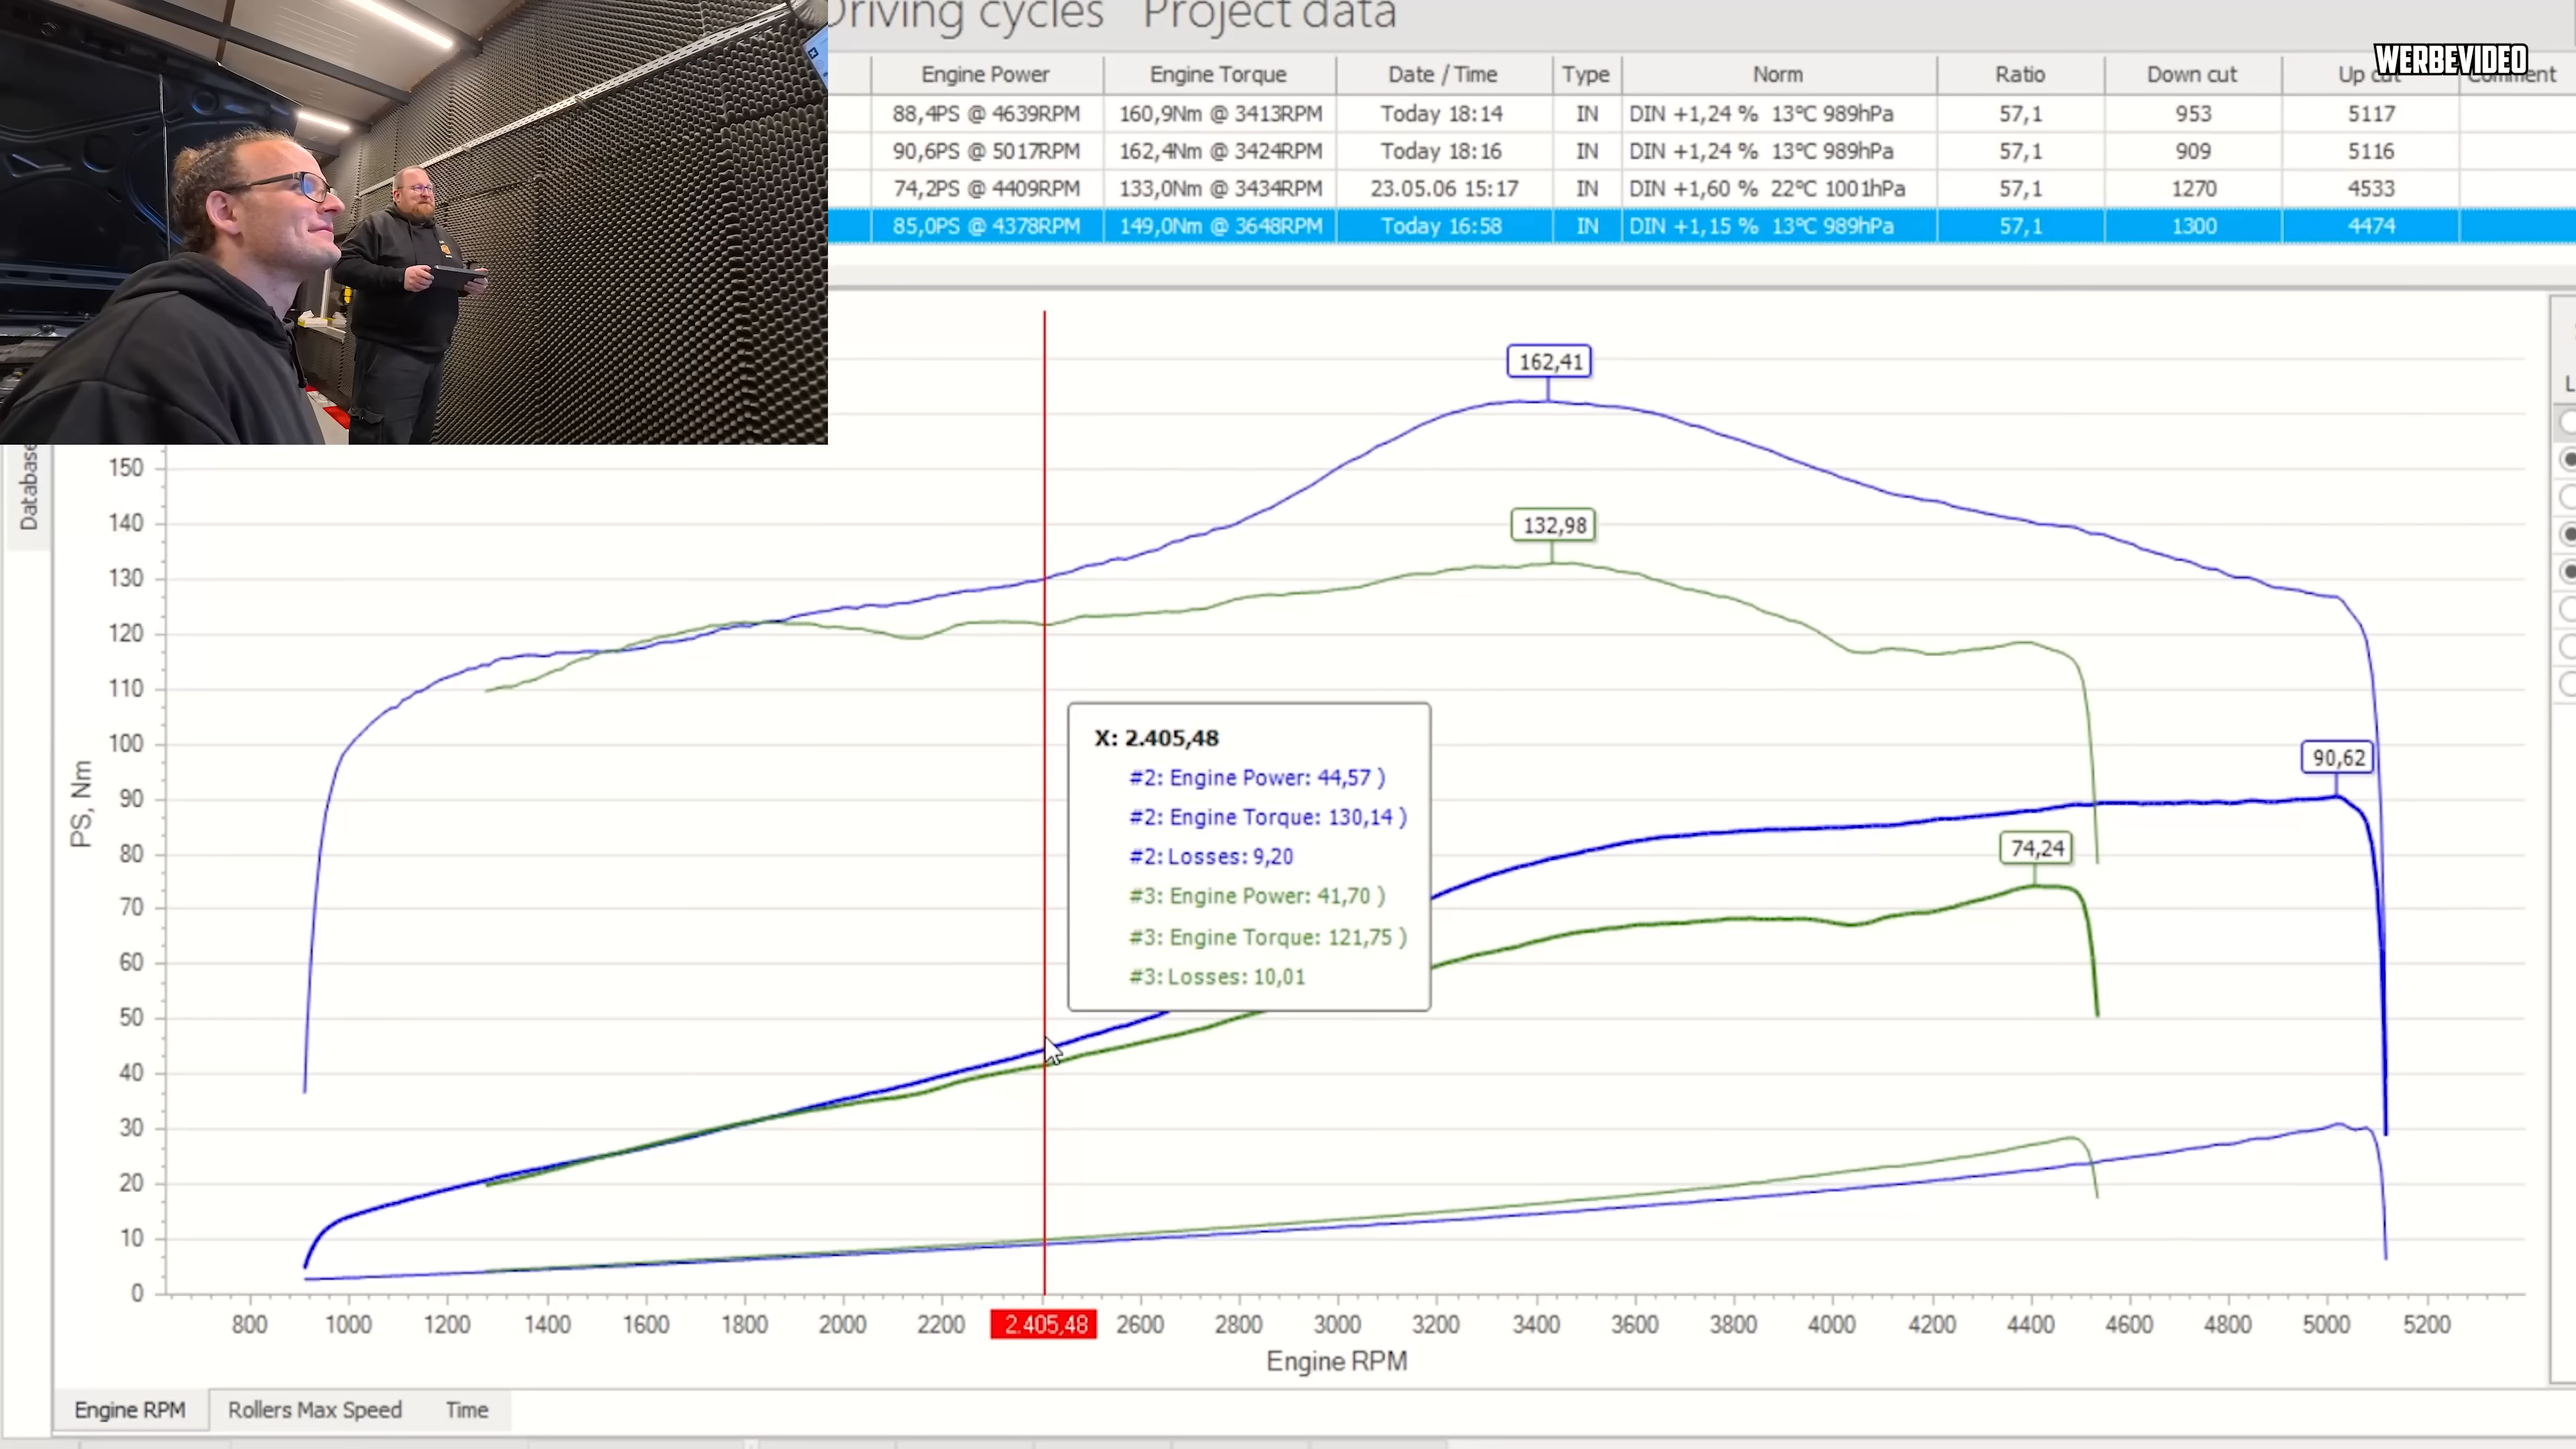 Driving cycles Project data
WERBEVIDEO
Engine Power Engine Torque Date / Time Type Norm Ratio Down cut Up cut Comment
88,4PS @ 4639RPM 160,9Nm @ 3413RPM Today 18:14 IN DIN +1,24 % 13°C 989hPa 57,1 953 5117
90,6PS @ 5017RPM 162,4Nm @ 3424RPM Today 18:16 IN DIN +1,24 % 13°C 989hPa 57,1 909 5116
74,2PS @ 4409RPM 133,0Nm @ 3434RPM 23.05.06 15:17 IN DIN +1,60 % 22°C 1001hPa 57,1 1270 4533
85,0PS @ 4378RPM 149,0Nm @ 3648RPM Today 16:58 IN DIN +1,15 % 13°C 989hPa 57,1 1300 4474
162,41
L
Database
150
140
132,98
130
120
110
X: 2.405,48
100
90,62
#2: Engine Power: 44,57 )
90
#2: Engine Torque: 130,14 )
PS, Nm
80
74,24
#2: Losses: 9,20
70
#3: Engine Power: 41,70 )
#3: Engine Torque: 121,75 )
60
#3: Losses: 10,01
50
40
30
20
10
0
800 1000 1200 1400 1600 1800 2000 2200 2.405,48 2600 2800 3000 3200 3400 3600 3800 4000 4200 4400 4600 4800 5000 5200
Engine RPM
Engine RPM Rollers Max Speed Time